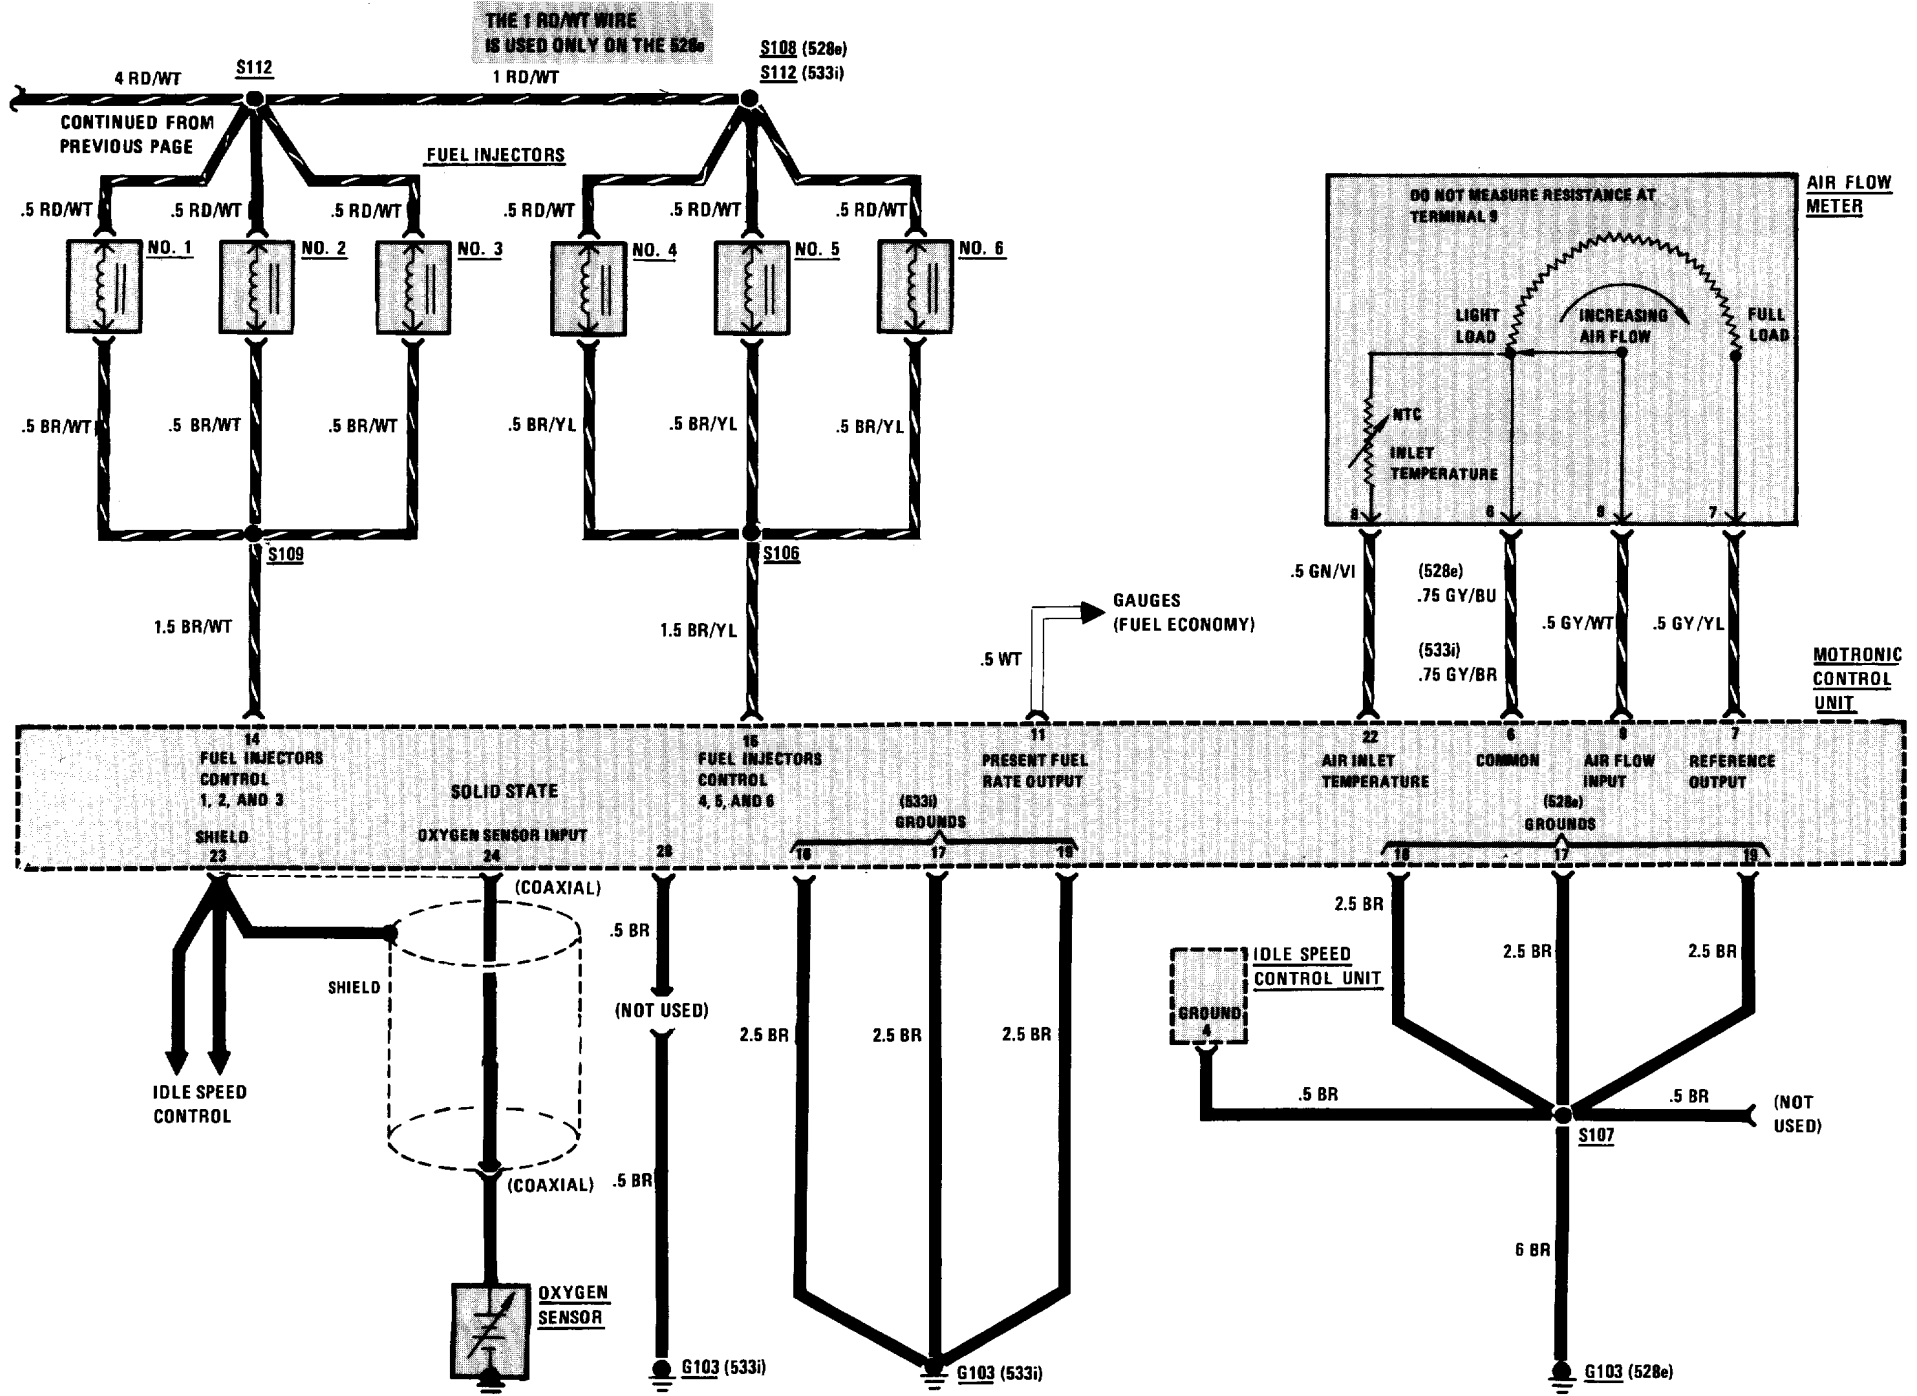 THE 1 RD/WT WIRE
IS USED ONLY ON THE 528e
S108 (528e)
S112 (533i)
4 RD/WT
S112
1 RD/WT
CONTINUED FROM
PREVIOUS PAGE
FUEL INJECTORS
.5 RD/WT
.5 RD/WT
.5 RD/WT
.5 RD/WT
.5 RD/WT
.5 RD/WT
NO. 1
NO. 2
NO. 3
NO. 4
NO. 5
NO. 6
.5 BR/WT
.5 BR/WT
.5 BR/WT
.5 BR/YL
.5 BR/YL
.5 BR/YL
S109
S106
1.5 BR/WT
1.5 BR/YL
GAUGES
(FUEL ECONOMY)
.5 WT
AIR FLOW
METER
DO NOT MEASURE RESISTANCE AT
TERMINAL 9
LIGHT
LOAD
INCREASING
AIR FLOW
FULL
LOAD
NTC
INLET
TEMPERATURE
8
6
9
7
.5 GN/VI
(528e)
.75 GY/BU
(533i)
.75 GY/BR
.5 GY/WT
.5 GY/YL
MOTRONIC
CONTROL
UNIT
14
FUEL INJECTORS
CONTROL
1, 2, AND 3
SOLID STATE
15
FUEL INJECTORS
CONTROL
4, 5, AND 6
11
PRESENT FUEL
RATE OUTPUT
22
AIR INLET
TEMPERATURE
6
COMMON
9
AIR FLOW
INPUT
7
REFERENCE
OUTPUT
SHIELD
23
OXYGEN SENSOR INPUT
24
28
(533i)
GROUNDS
16
17
19
(528e)
GROUNDS
16
17
19
(COAXIAL)
SHIELD
IDLE SPEED
CONTROL
(COAXIAL)
OXYGEN
SENSOR
.5 BR
(NOT USED)
.5 BR
G103 (533i)
2.5 BR
2.5 BR
2.5 BR
G103 (533i)
2.5 BR
2.5 BR
2.5 BR
IDLE SPEED
CONTROL UNIT
GROUND
4
.5 BR
.5 BR
(NOT
USED)
S107
6 BR
G103 (528e)